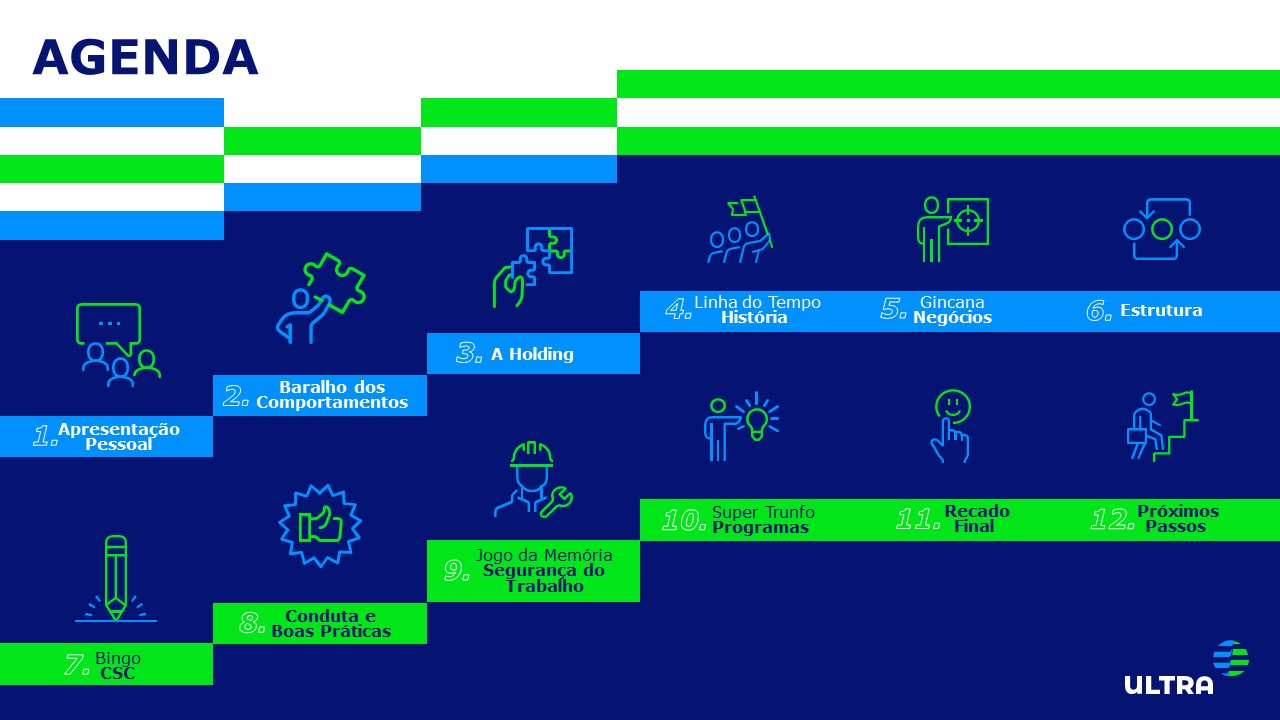 AGENDA
1. Apresentação
Pessoal
2. Baralho dos
Comportamentos
3. A Holding
4. Linha do Tempo
História
5. Gincana
Negócios
6. Estrutura
7. Bingo
CSC
8. Conduta e
Boas Práticas
9. Jogo da Memória
Segurança do
Trabalho
10. Super Trunfo
Programas
11. Recado
Final
12. Próximos
Passos
ULTRA